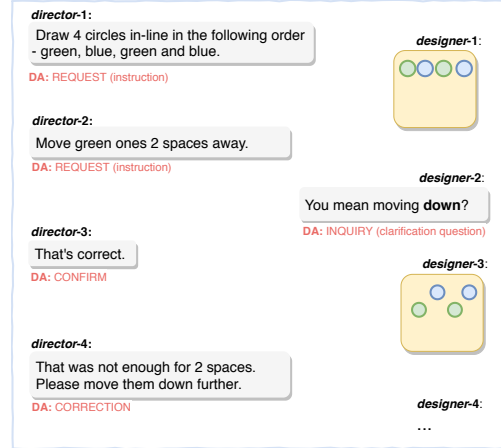 director-1:
Draw 4 circles in-line in the following order
- green, blue, green and blue.
DA: REQUEST (instruction)
designer-1:
director-2:
Move green ones 2 spaces away.
DA: REQUEST (instruction)
designer-2:
You mean moving down?
DA: INQUIRY (clarification question)
director-3:
That's correct.
DA: CONFIRM
designer-3:
director-4:
That was not enough for 2 spaces.
Please move them down further.
DA: CORRECTION
designer-4:
...